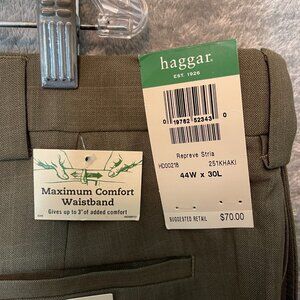 haggar.
EST. 1926
0 19782 52343 0
Repreve Stria
HD00218 251KHAKI
44W x 30L
SUGGESTED RETAIL $70.00
Maximum Comfort
Waistband
Gives up to 3" of added comfort